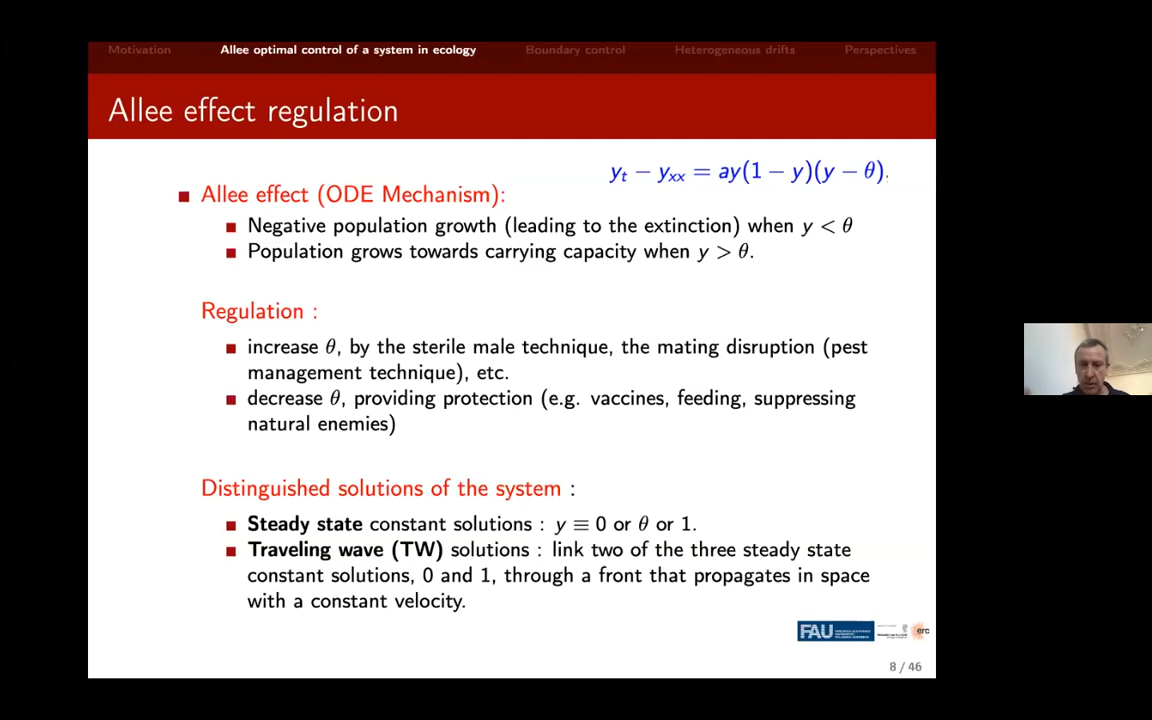 Motivation Allee optimal control of a system in ecology Boundary control Heterogeneous drifts Perspectives
Allee effect regulation
y_t − y_xx = ay(1 − y)(y − θ).
Allee effect (ODE Mechanism):
Negative population growth (leading to the extinction) when y < θ
Population grows towards carrying capacity when y > θ.
Regulation :
increase θ, by the sterile male technique, the mating disruption (pest
management technique), etc.
decrease θ, providing protection (e.g. vaccines, feeding, suppressing
natural enemies)
Distinguished solutions of the system :
Steady state constant solutions : y ≡ 0 or θ or 1.
Traveling wave (TW) solutions : link two of the three steady state
constant solutions, 0 and 1, through a front that propagates in space
with a constant velocity.
FAU erc
8 / 46